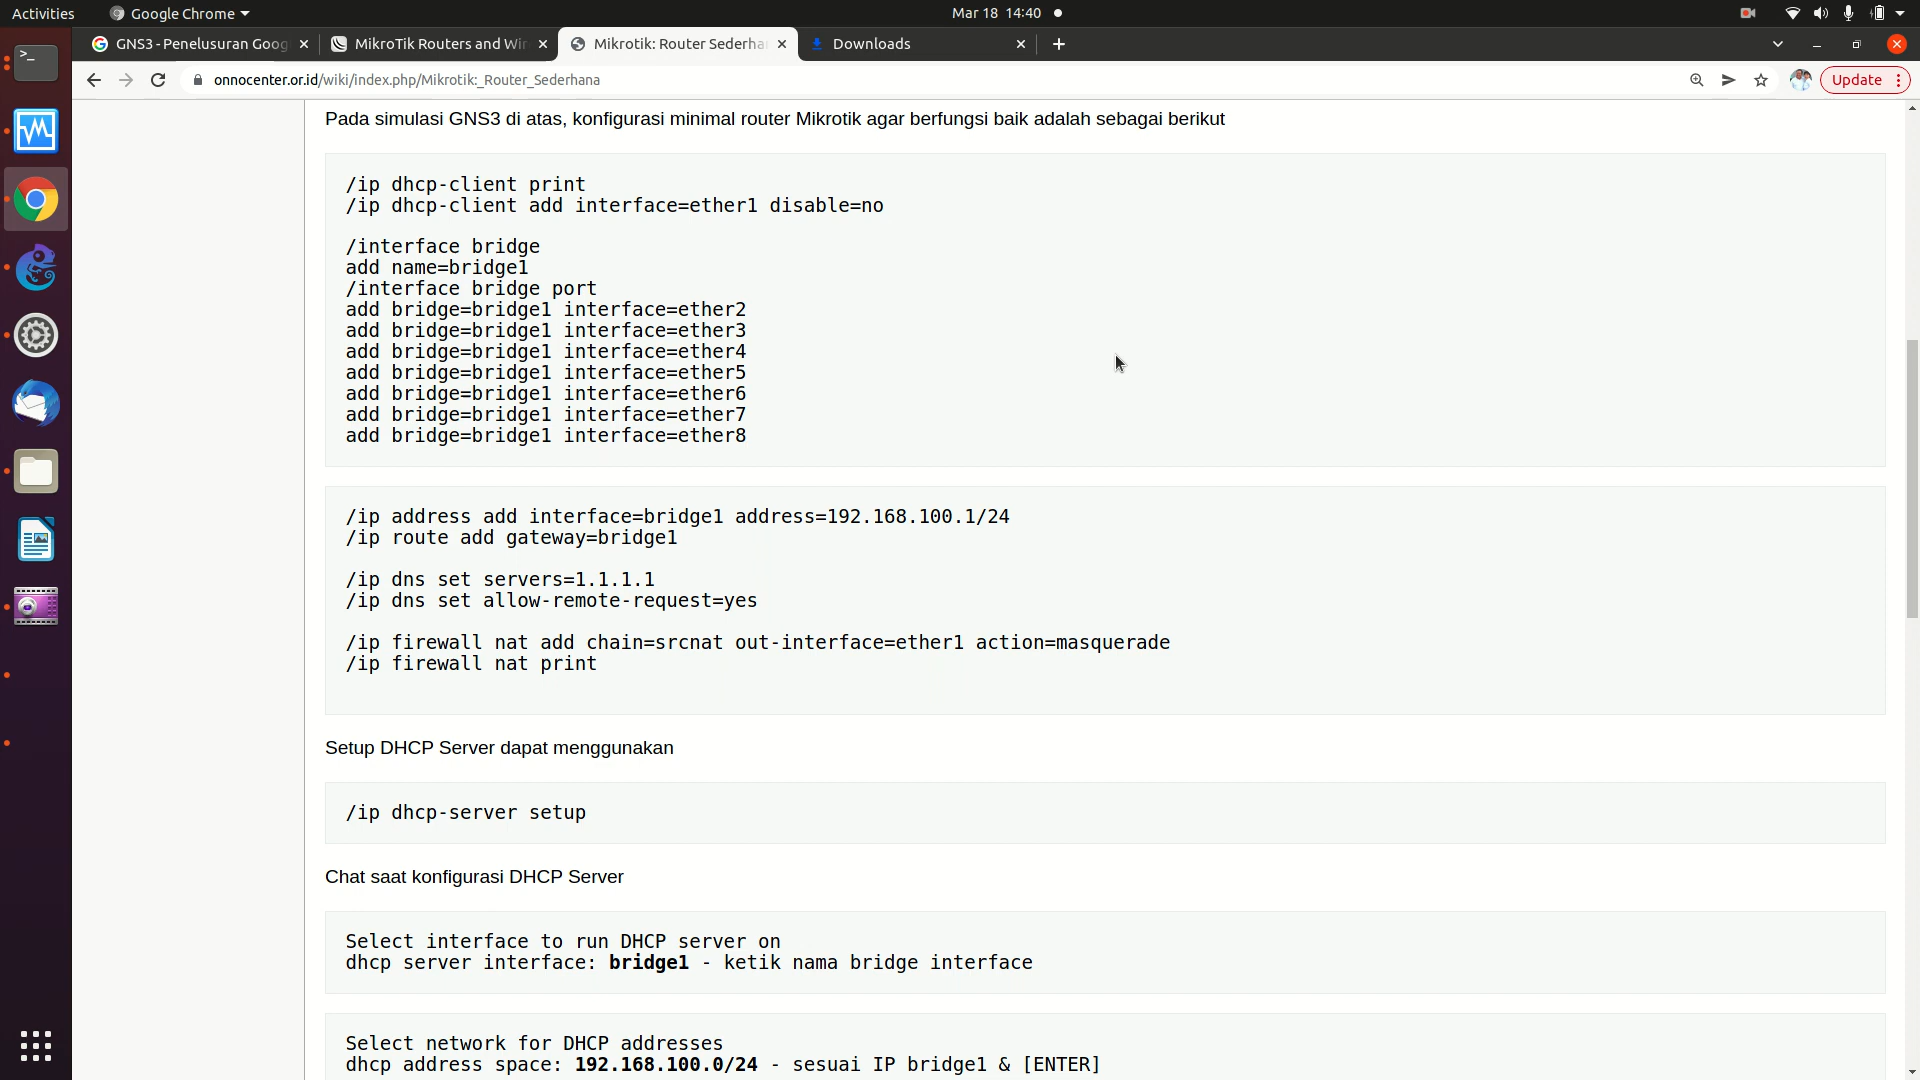 Activities
Google Chrome
Mar 18 14:40
GNS3 - Penelusuran Goog
MikroTik Routers and Wir
Mikrotik: Router Sederha
Downloads
onnocenter.or.id/wiki/index.php/Mikrotik:_Router_Sederhana
Update
Pada simulasi GNS3 di atas, konfigurasi minimal router Mikrotik agar berfungsi baik adalah sebagai berikut
/ip dhcp-client print
/ip dhcp-client add interface=ether1 disable=no
/interface bridge
add name=bridge1
/interface bridge port
add bridge=bridge1 interface=ether2
add bridge=bridge1 interface=ether3
add bridge=bridge1 interface=ether4
add bridge=bridge1 interface=ether5
add bridge=bridge1 interface=ether6
add bridge=bridge1 interface=ether7
add bridge=bridge1 interface=ether8
/ip address add interface=bridge1 address=192.168.100.1/24
/ip route add gateway=bridge1
/ip dns set servers=1.1.1.1
/ip dns set allow-remote-request=yes
/ip firewall nat add chain=srcnat out-interface=ether1 action=masquerade
/ip firewall nat print
Setup DHCP Server dapat menggunakan
/ip dhcp-server setup
Chat saat konfigurasi DHCP Server
Select interface to run DHCP server on
dhcp server interface: bridge1 - ketik nama bridge interface
Select network for DHCP addresses
dhcp address space: 192.168.100.0/24 - sesuai IP bridge1 & [ENTER]